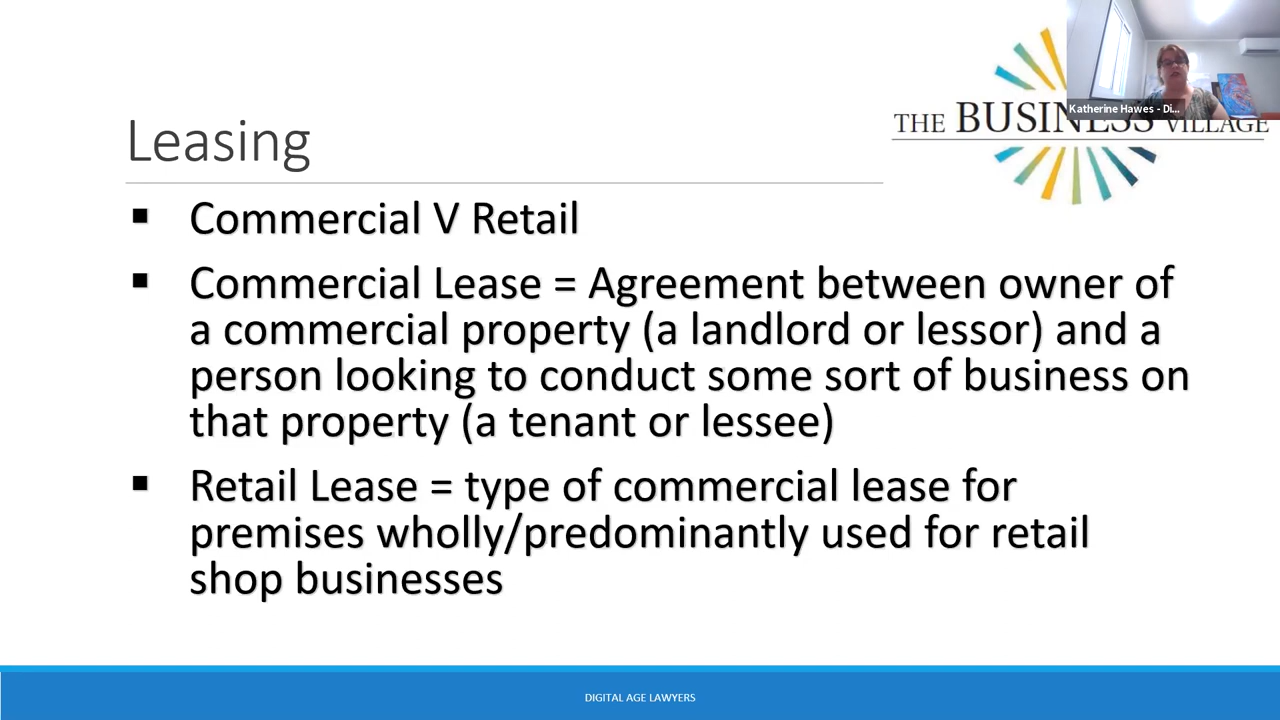 Katherine Hawes - Di...
THE BUSINESS VILLAGE
Leasing
Commercial V Retail
Commercial Lease = Agreement between owner of
a commercial property (a landlord or lessor) and a
person looking to conduct some sort of business on
that property (a tenant or lessee)
Retail Lease = type of commercial lease for
premises wholly/predominantly used for retail
shop businesses
DIGITAL AGE LAWYERS